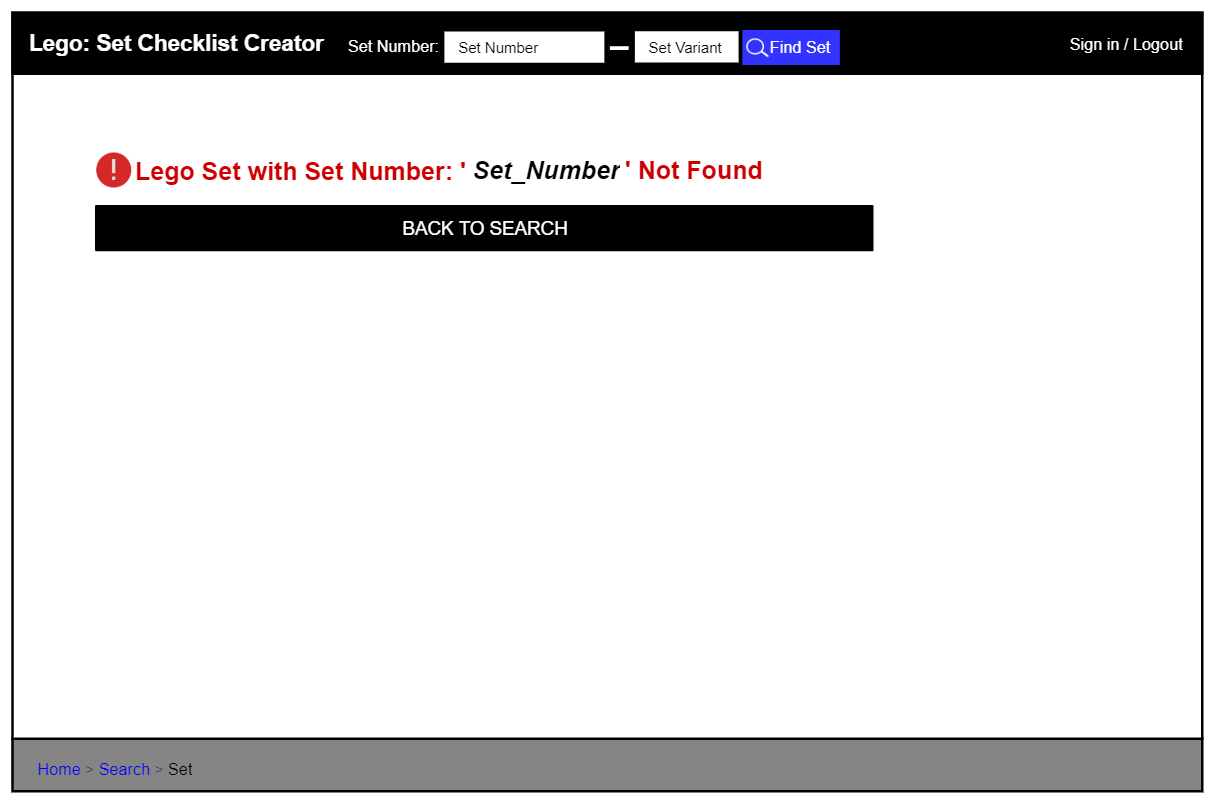 Lego: Set Checklist Creator Set Number: Set Number Set Variant Find Set Sign in / Logout
! Lego Set with Set Number: ' Set_Number ' Not Found
BACK TO SEARCH
Home > Search > Set